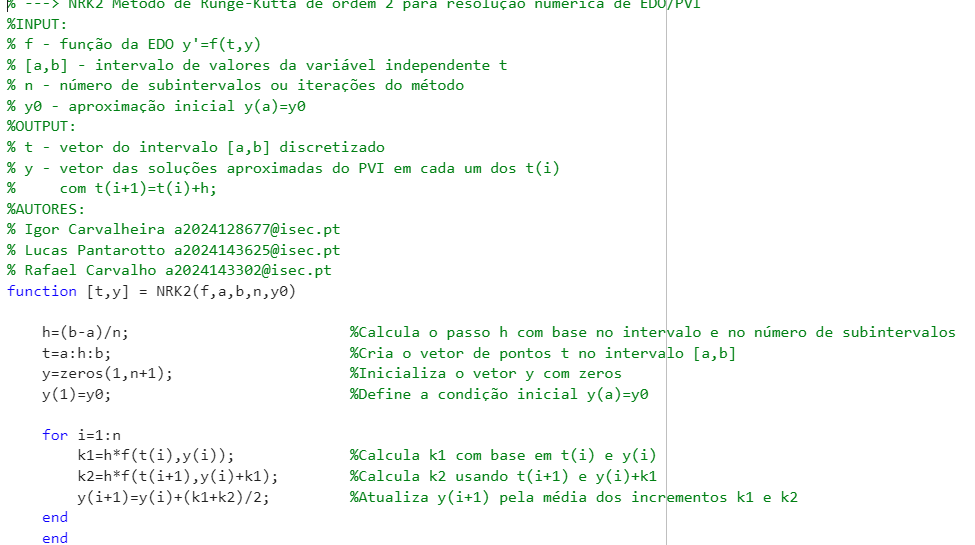 % ---> NRK2 Método de Runge-Kutta de ordem 2 para resolução numérica de EDO/PVI
%INPUT:
% f - função da EDO y'=f(t,y)
% [a,b] - intervalo de valores da variável independente t
% n - número de subintervalos ou iterações do método
% y0 - aproximação inicial y(a)=y0
%OUTPUT:
% t - vetor do intervalo [a,b] discretizado
% y - vetor das soluções aproximadas do PVI em cada um dos t(i)
%     com t(i+1)=t(i)+h;
%AUTORES:
% Igor Carvalheira a2024128677@isec.pt
% Lucas Pantarotto a2024143625@isec.pt
% Rafael Carvalho a2024143302@isec.pt
function [t,y] = NRK2(f,a,b,n,y0)
h=(b-a)/n; %Calcula o passo h com base no intervalo e no número de subintervalos
t=a:h:b; %Cria o vetor de pontos t no intervalo [a,b]
y=zeros(1,n+1); %Inicializa o vetor y com zeros
y(1)=y0; %Define a condição inicial y(a)=y0
for i=1:n
k1=h*f(t(i),y(i)); %Calcula k1 com base em t(i) e y(i)
k2=h*f(t(i+1),y(i)+k1); %Calcula k2 usando t(i+1) e y(i)+k1
y(i+1)=y(i)+(k1+k2)/2; %Atualiza y(i+1) pela média dos incrementos k1 e k2
end
end